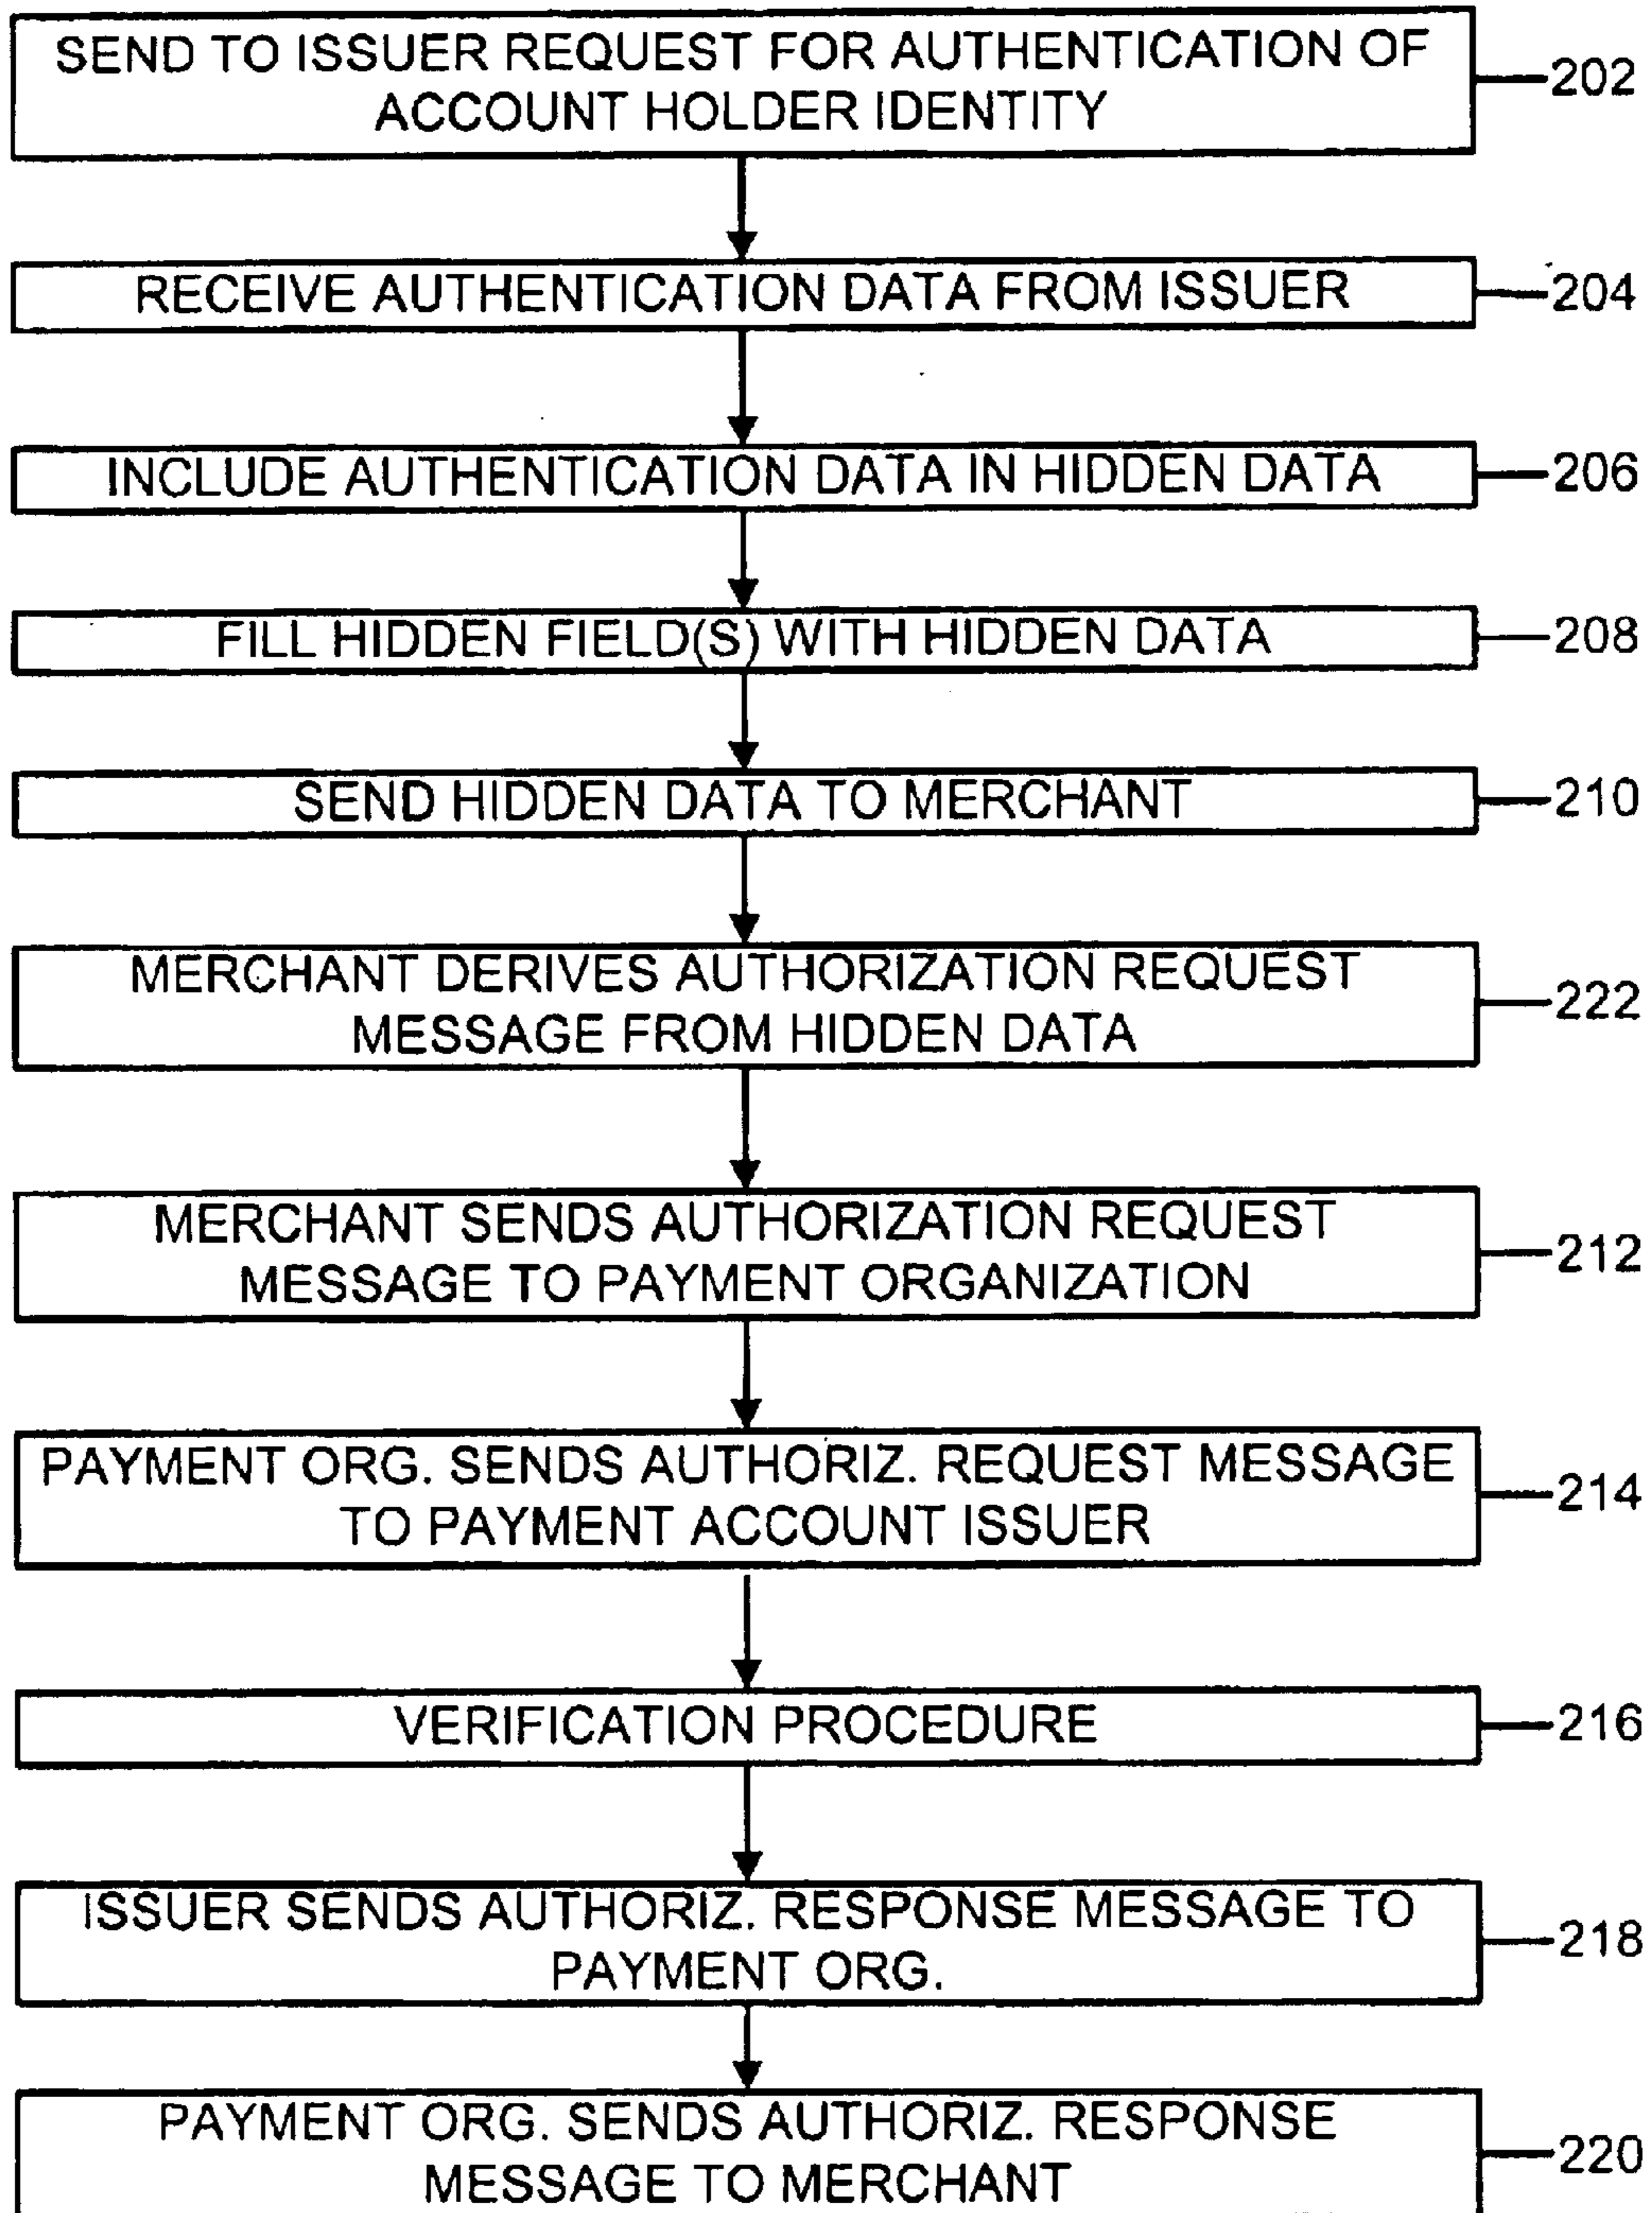 SEND TO ISSUER REQUEST FOR AUTHENTICATION OF
ACCOUNT HOLDER IDENTITY
202
RECEIVE AUTHENTICATION DATA FROM ISSUER
204
INCLUDE AUTHENTICATION DATA IN HIDDEN DATA
206
FILL HIDDEN FIELD(S) WITH HIDDEN DATA
208
SEND HIDDEN DATA TO MERCHANT
210
MERCHANT DERIVES AUTHORIZATION REQUEST
MESSAGE FROM HIDDEN DATA
222
MERCHANT SENDS AUTHORIZATION REQUEST
MESSAGE TO PAYMENT ORGANIZATION
212
PAYMENT ORG. SENDS AUTHORIZ. REQUEST MESSAGE
TO PAYMENT ACCOUNT ISSUER
214
VERIFICATION PROCEDURE
216
ISSUER SENDS AUTHORIZ. RESPONSE MESSAGE TO
PAYMENT ORG.
218
PAYMENT ORG. SENDS AUTHORIZ. RESPONSE
MESSAGE TO MERCHANT
220